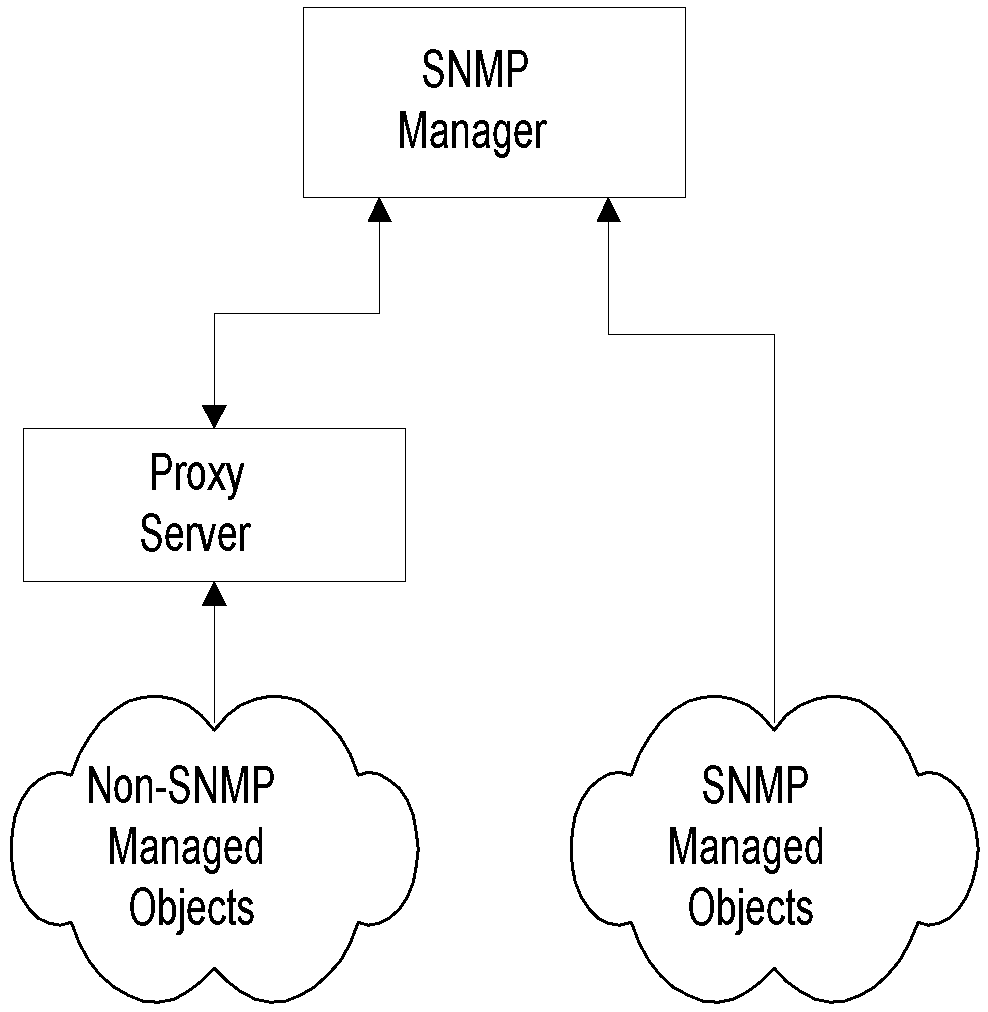 SNMP
Manager
Proxy
Server
Non-SNMP
Managed
Objects
SNMP
Managed
Objects